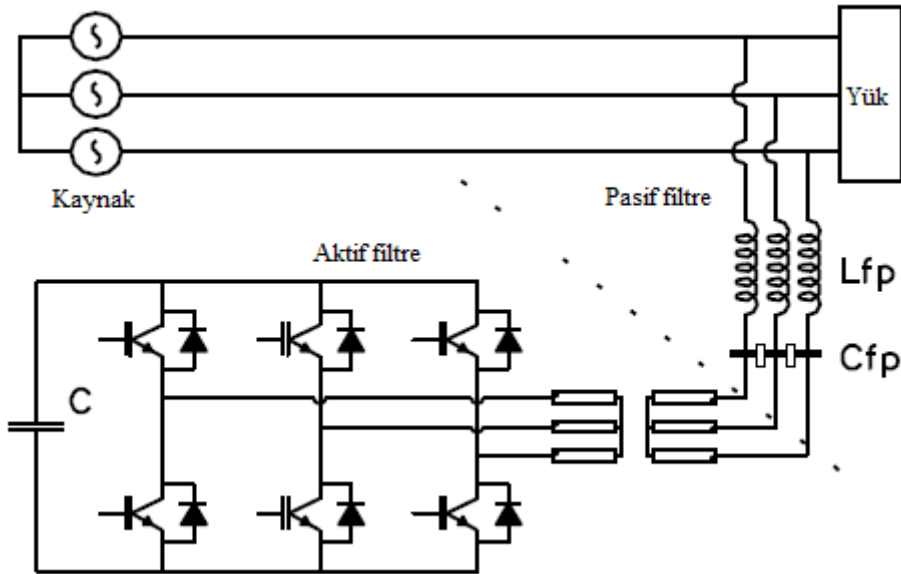 Yük
Kaynak
Pasif filtre
Aktif filtre
Lfp
Cfp
C